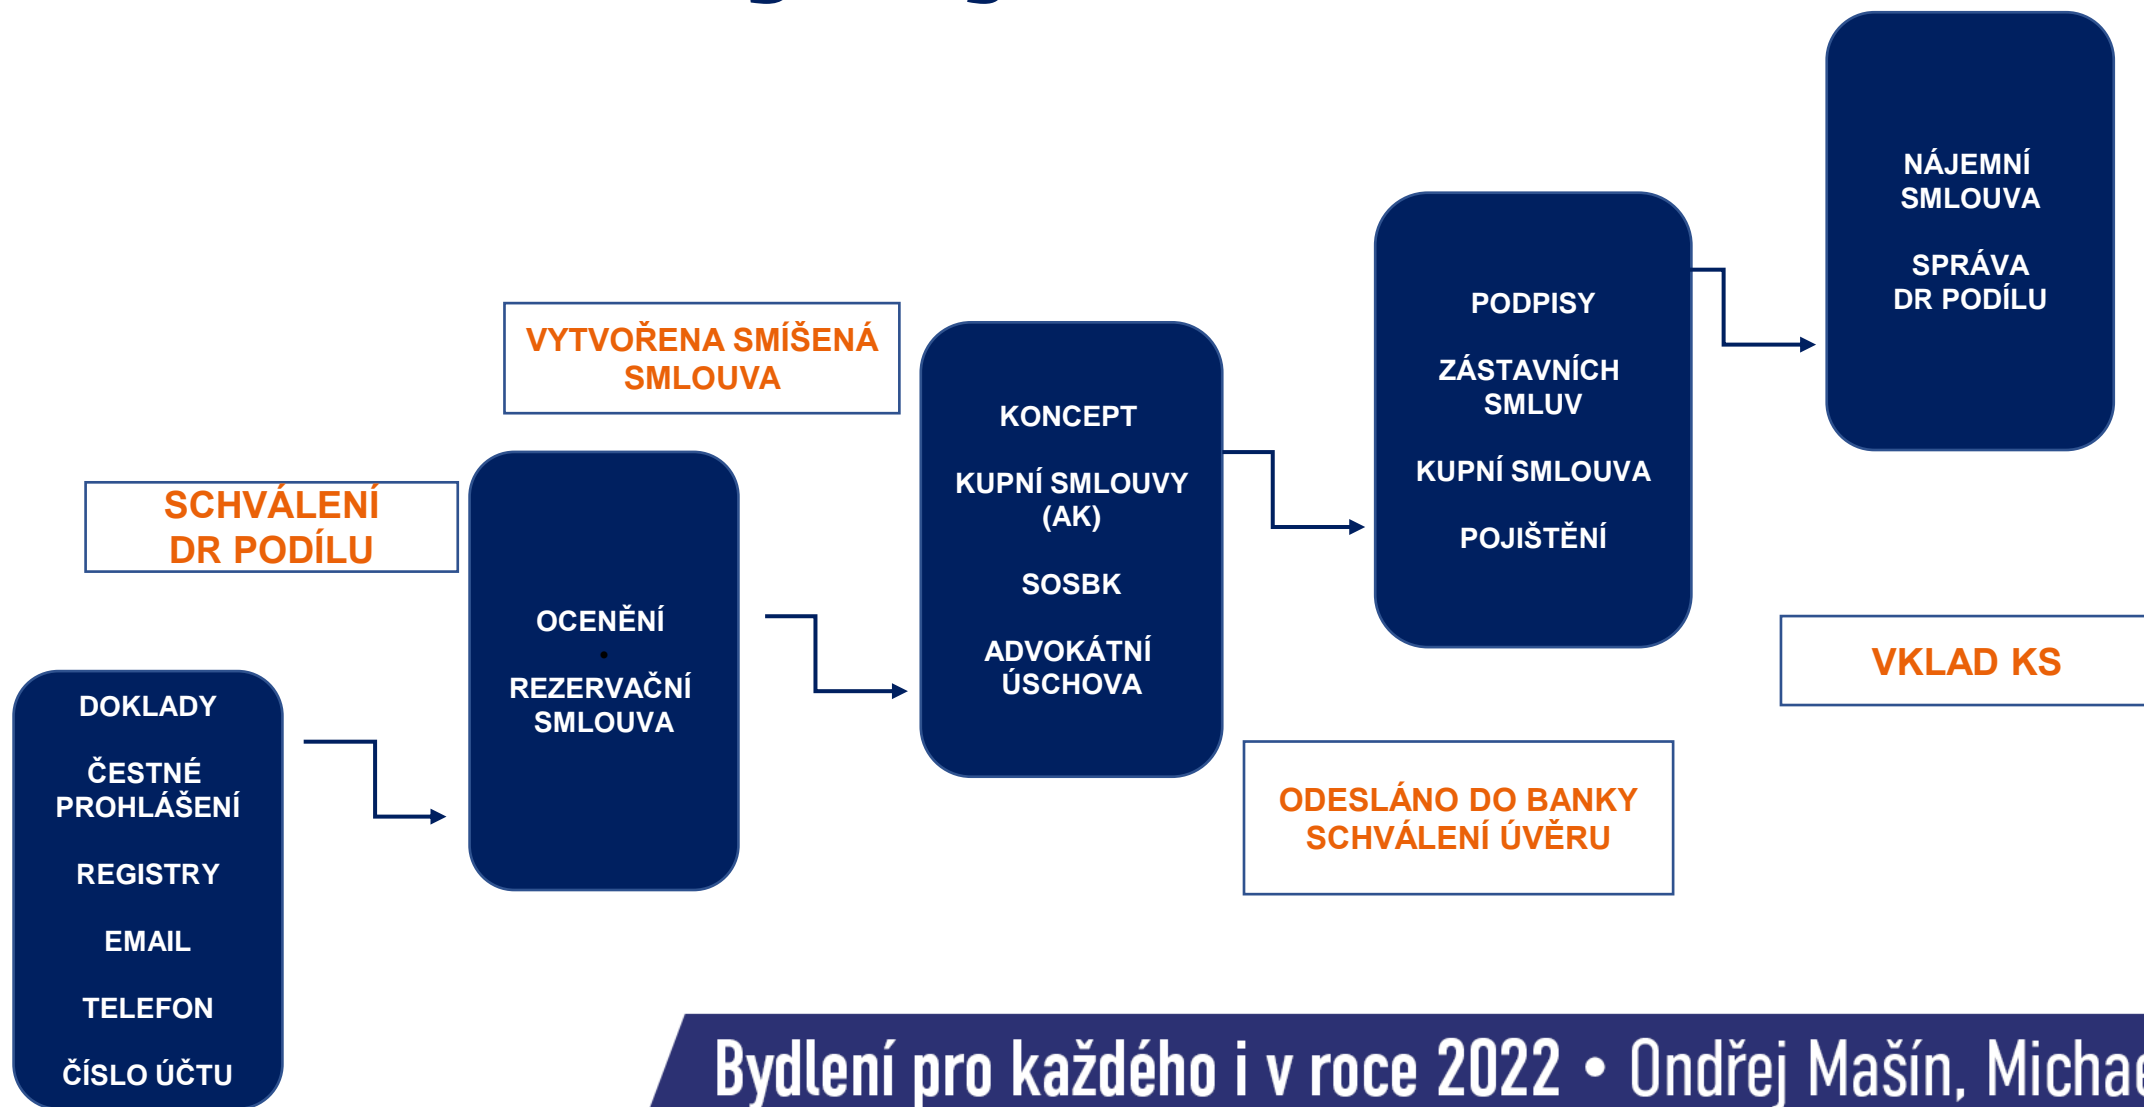 DOKLADY
ČESTNÉ
PROHLÁŠENÍ
REGISTRY
EMAIL
TELEFON
ČÍSLO ÚČTU
SCHVÁLENÍ
DR PODÍLU
OCENĚNÍ
REZERVAČNÍ
SMLOUVA
VYTVOŘENA SMÍŠENÁ
SMLOUVA
KONCEPT
KUPNÍ SMLOUVY
(AK)
SOSBK
ADVOKÁTNÍ
ÚSCHOVA
ODESLÁNO DO BANKY
SCHVÁLENÍ ÚVĚRU
PODPISY
ZÁSTAVNÍCH
SMLUV
KUPNÍ SMLOUVA
POJIŠTĚNÍ
VKLAD KS
NÁJEMNÍ
SMLOUVA
SPRÁVA
DR PODÍLU
Bydlení pro každého i v roce 2022 • Ondřej Mašín, Michae